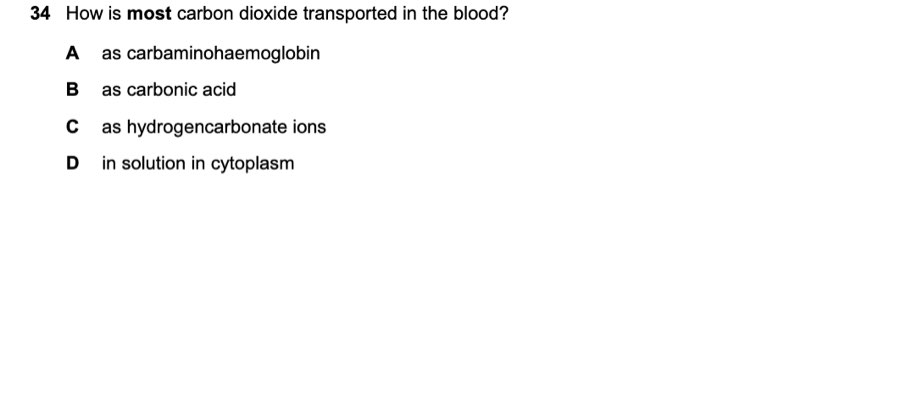 34 How is most carbon dioxide transported in the blood?
A as carbaminohaemoglobin
B as carbonic acid
C as hydrogencarbonate ions
D in solution in cytoplasm